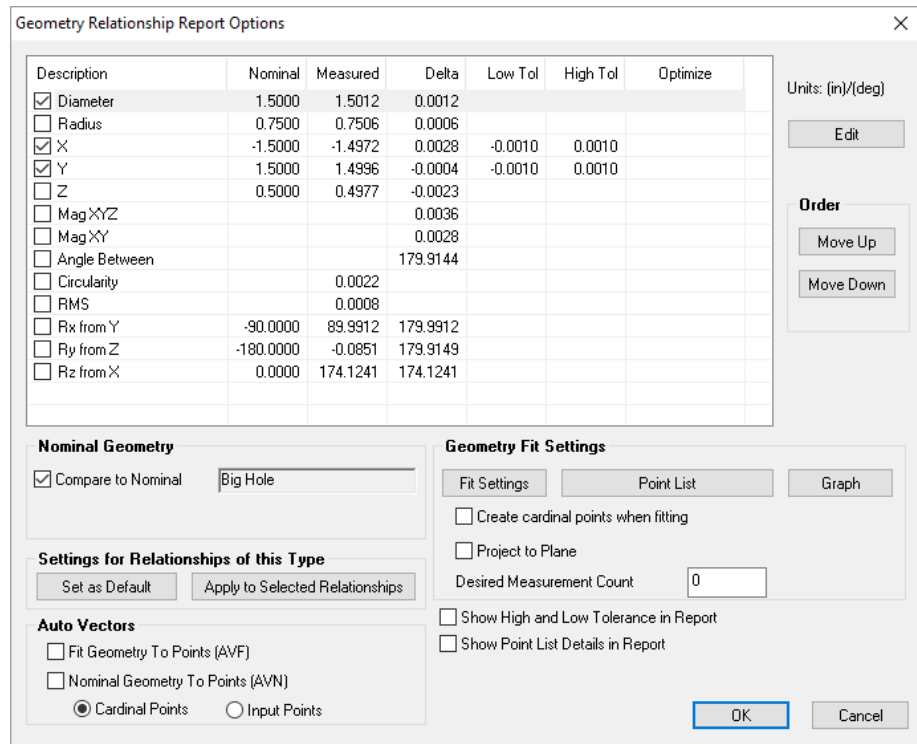 Geometry Relationship Report Options
Description Nominal Measured Delta Low Tol High Tol Optimize
Diameter 1.5000 1.5012 0.0012
Radius 0.7500 0.7506 0.0006
X -1.5000 -1.4972 0.0028 -0.0010 0.0010
Y 1.5000 1.4996 -0.0004 -0.0010 0.0010
Z 0.5000 0.4977 -0.0023
Mag XYZ 0.0036
Mag XY 0.0028
Angle Between 179.9144
Circularity 0.0022
RMS 0.0008
Rx from Y -90.0000 89.9912 179.9912
Ry from Z -180.0000 -0.0851 179.9149
Rz from X 0.0000 174.1241 174.1241
Units: (in)/(deg)
Edit
Order
Move Up
Move Down
Nominal Geometry
Compare to Nominal Big Hole
Settings for Relationships of this Type
Set as Default Apply to Selected Relationships
Auto Vectors
Fit Geometry To Points (AVF)
Nominal Geometry To Points (AVN)
Cardinal Points Input Points
Geometry Fit Settings
Fit Settings Point List Graph
Create cardinal points when fitting
Project to Plane
Desired Measurement Count 0
Show High and Low Tolerance in Report
Show Point List Details in Report
OK Cancel